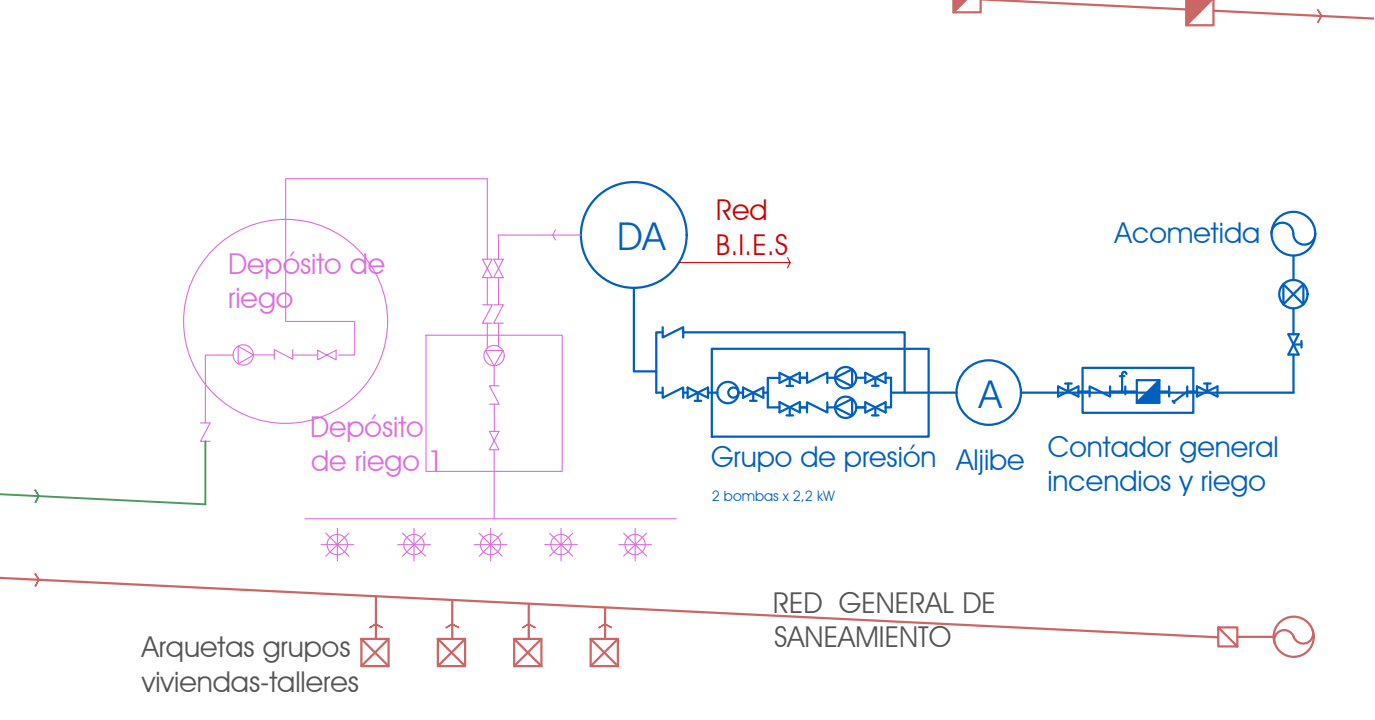 Red
B.I.E.S
DA
Acometida
Depósito de
riego
A
Depósito
de riego 1
Grupo de presión
2 bombas x 2,2 kW
Aljibe
Contador general
incendios y riego
f
RED GENERAL DE
SANEAMIENTO
Arquetas grupos
viviendas-talleres